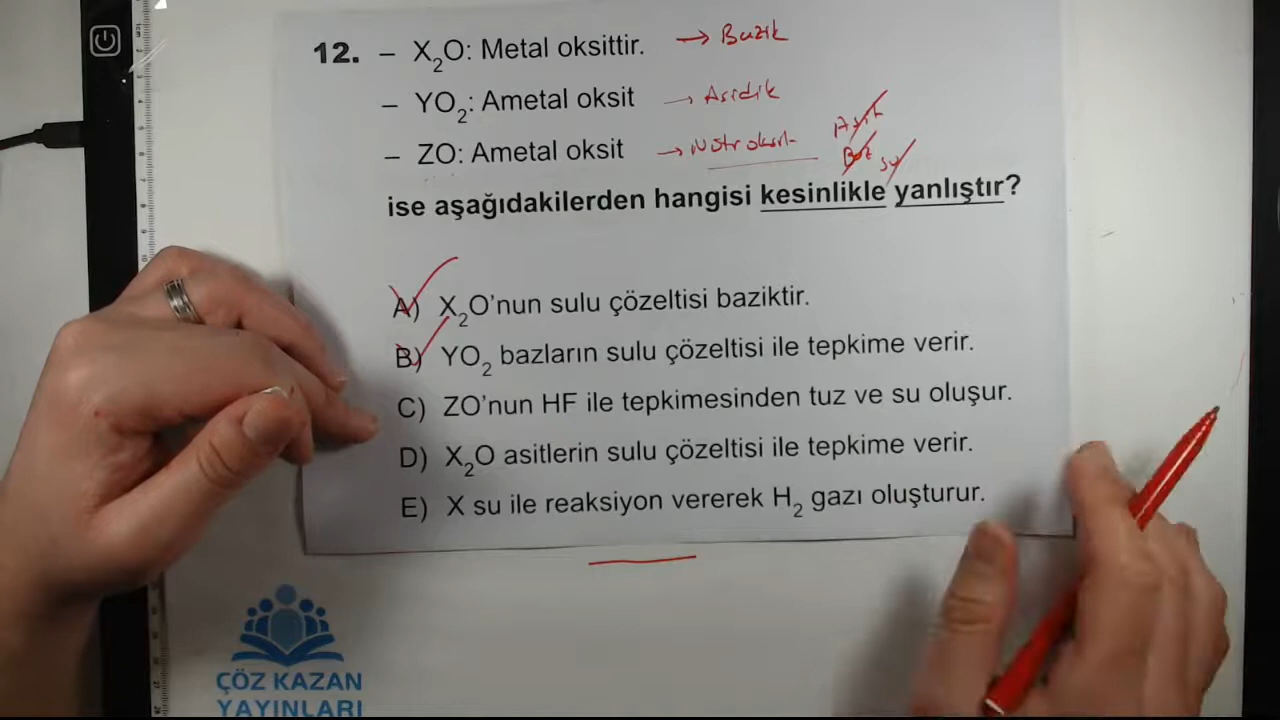 12. – X₂O: Metal oksittir. → Bazik
– YO₂: Ametal oksit → Asidik
– ZO: Ametal oksit → Nötr oksit Asit Baz su
ise aşağıdakilerden hangisi kesinlikle yanlıştır?
A) X₂O'nun sulu çözeltisi baziktir.
B) YO₂ bazların sulu çözeltisi ile tepkime verir.
C) ZO'nun HF ile tepkimesinden tuz ve su oluşur.
D) X₂O asitlerin sulu çözeltisi ile tepkime verir.
E) X su ile reaksiyon vererek H₂ gazı oluşturur.
ÇÖZ KAZAN
YAYINLARI